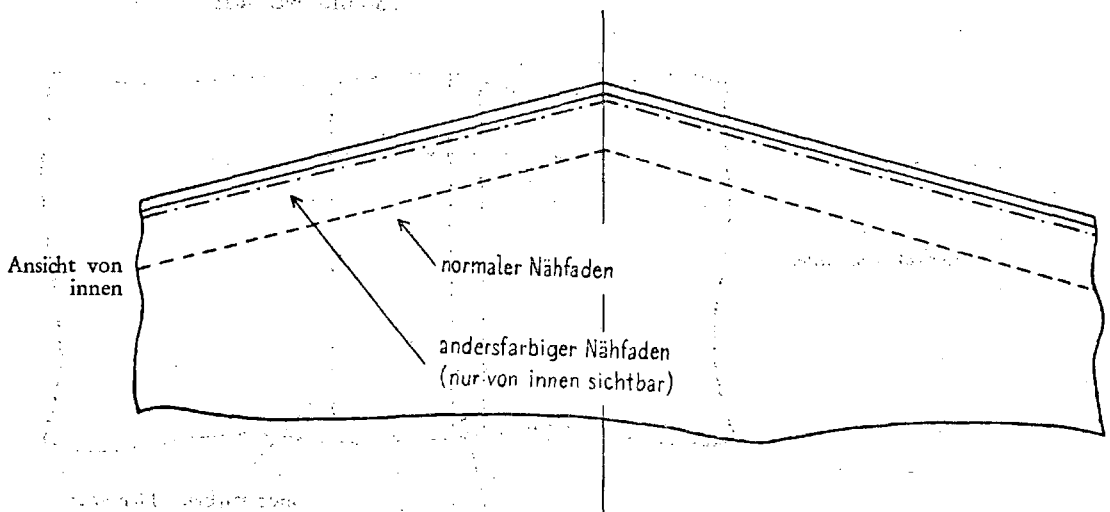 Ansicht von
innen
normaler Nähfaden
andersfarbiger Nähfaden
(nur von innen sichtbar)